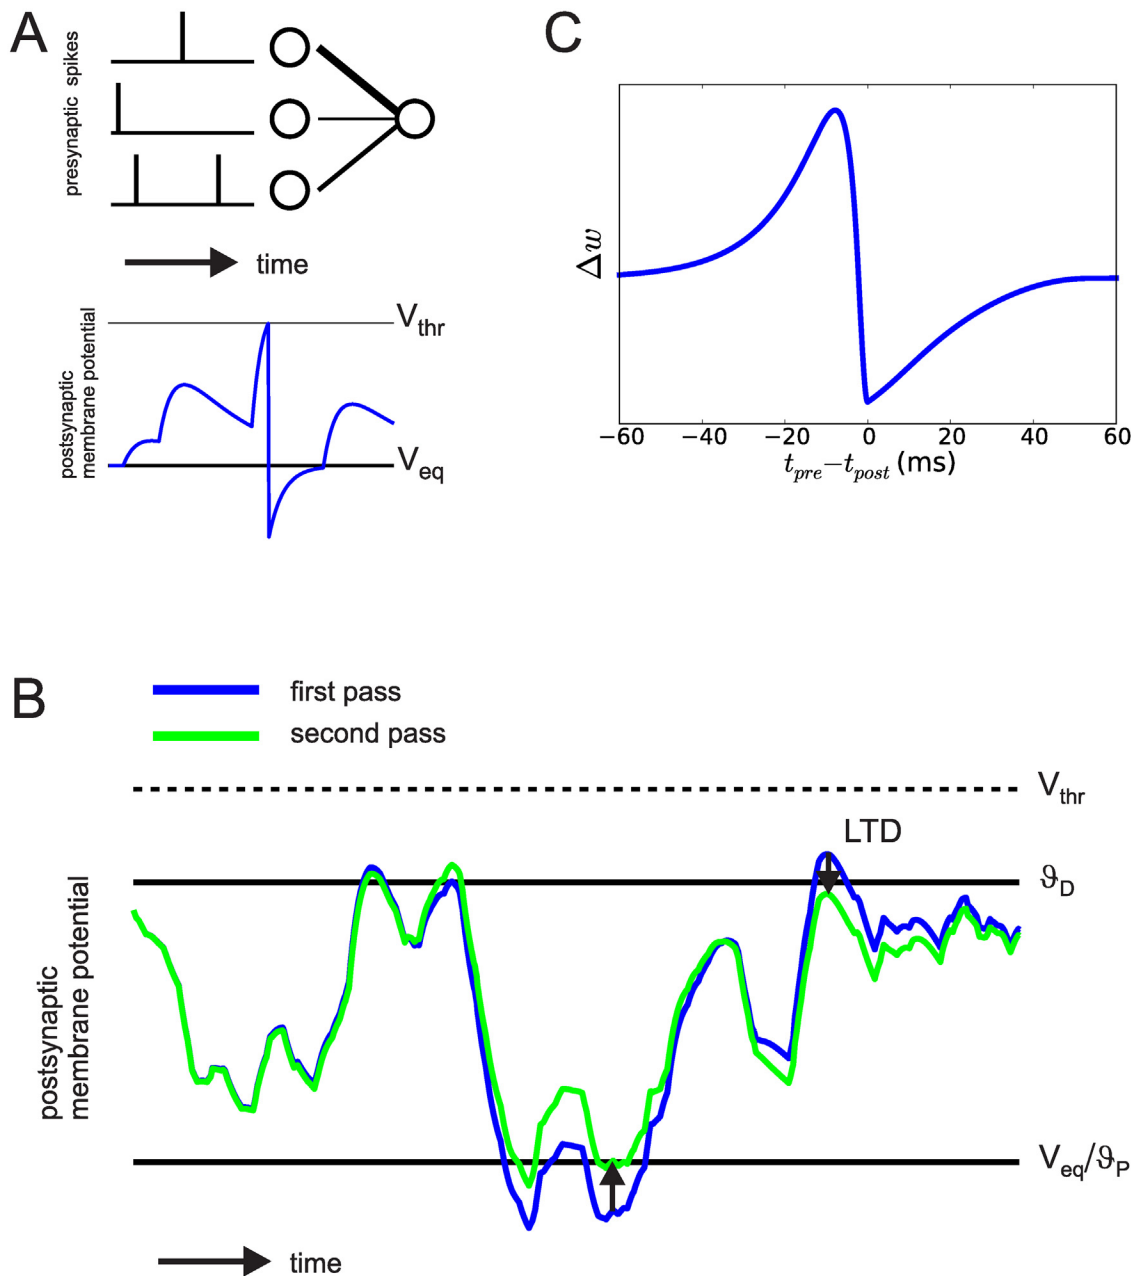 A
presynaptic spikes
time
V_thr
postsynaptic
membrane potential
V_eq
C
Δw
−60 −40 −20 0 20 40 60
t_pre−t_post (ms)
B
first pass
second pass
V_thr
LTD
ϑ_D
postsynaptic
membrane potential
V_eq/ϑ_P
time